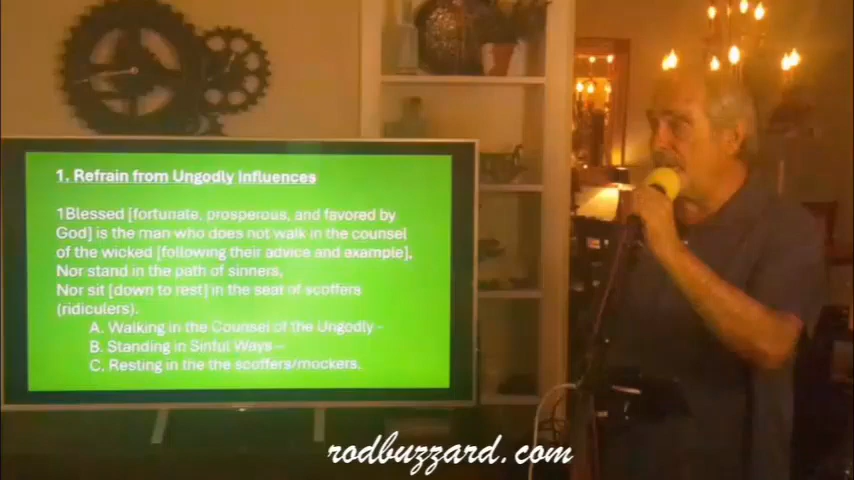 1. Refrain from Ungodly Influences
1Blessed [fortunate, prosperous, and favored by
God] is the man who does not walk in the counsel
of the wicked [following their advice and example],
Nor stand in the path of sinners,
Nor sit [down to rest] in the seat of scoffers
(ridiculers).
A. Walking in the Counsel of the Ungodly -
B. Standing in Sinful Ways –
C. Resting in the the scoffers/mockers.
rodbuzzard.com